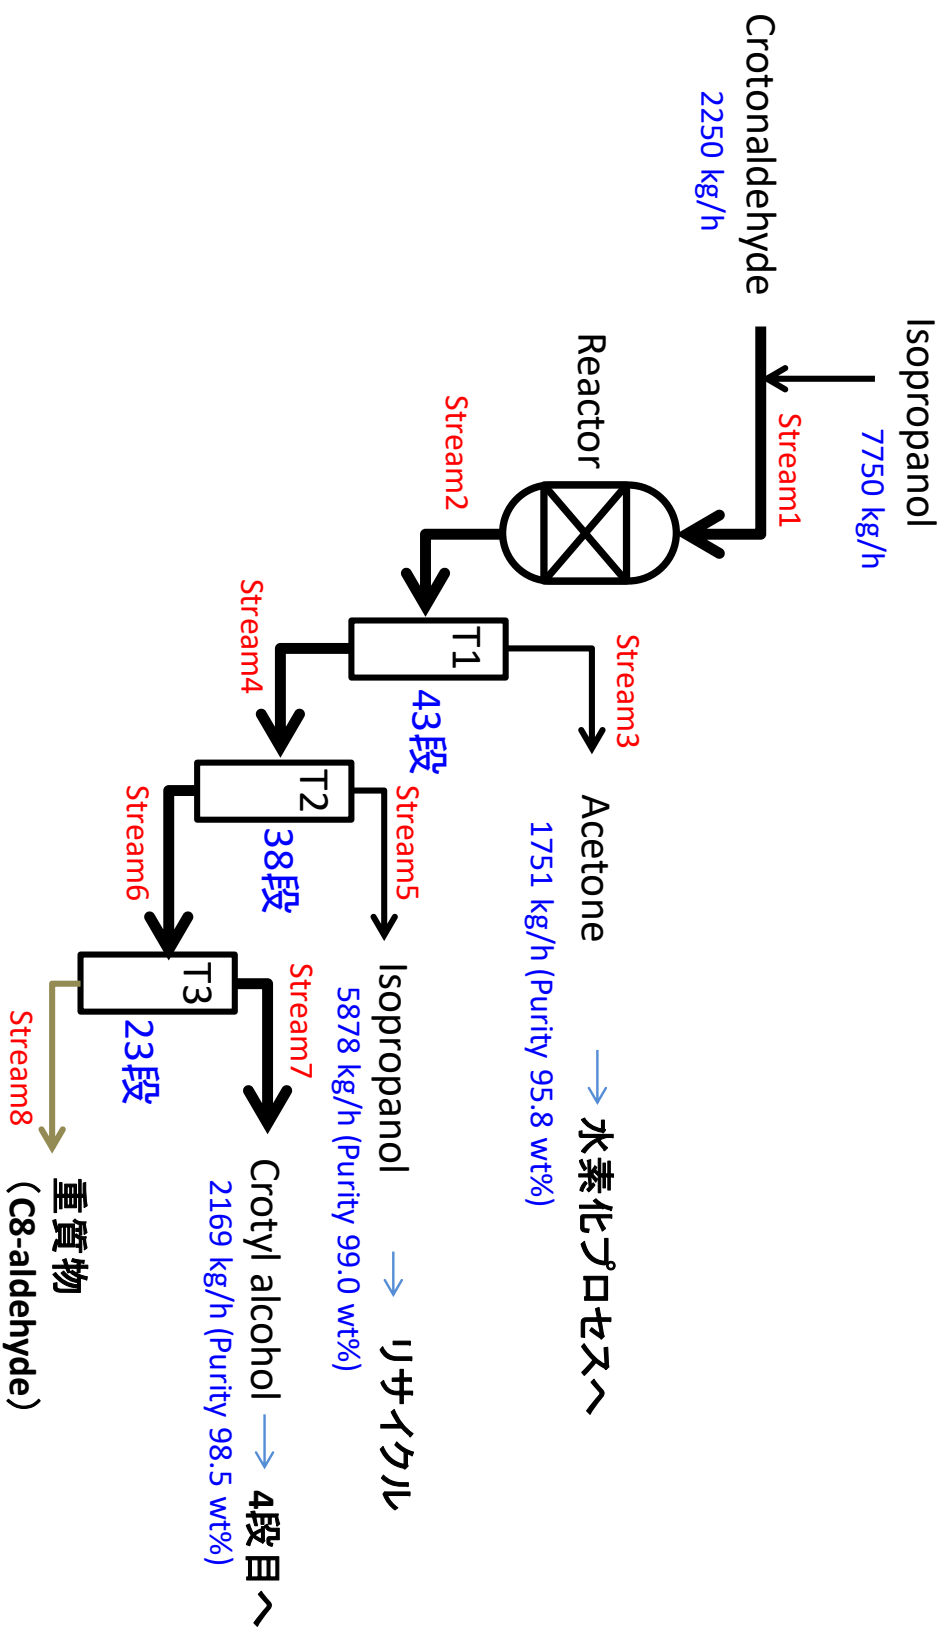 Isopropanol
7750 kg/h
Stream1
Crotonaldehyde
2250 kg/h
Reactor
Stream2
Stream3
Acetone
水素化プロセスへ
1751 kg/h (Purity 95.8 wt%)
T1
43段
Stream4
Stream5
Isopropanol
リサイクル
5878 kg/h (Purity 99.0 wt%)
T2
38段
Stream6
Stream7
Crotyl alcohol
4段目へ
2169 kg/h (Purity 98.5 wt%)
T3
23段
Stream8
重質物
（C8-aldehyde）